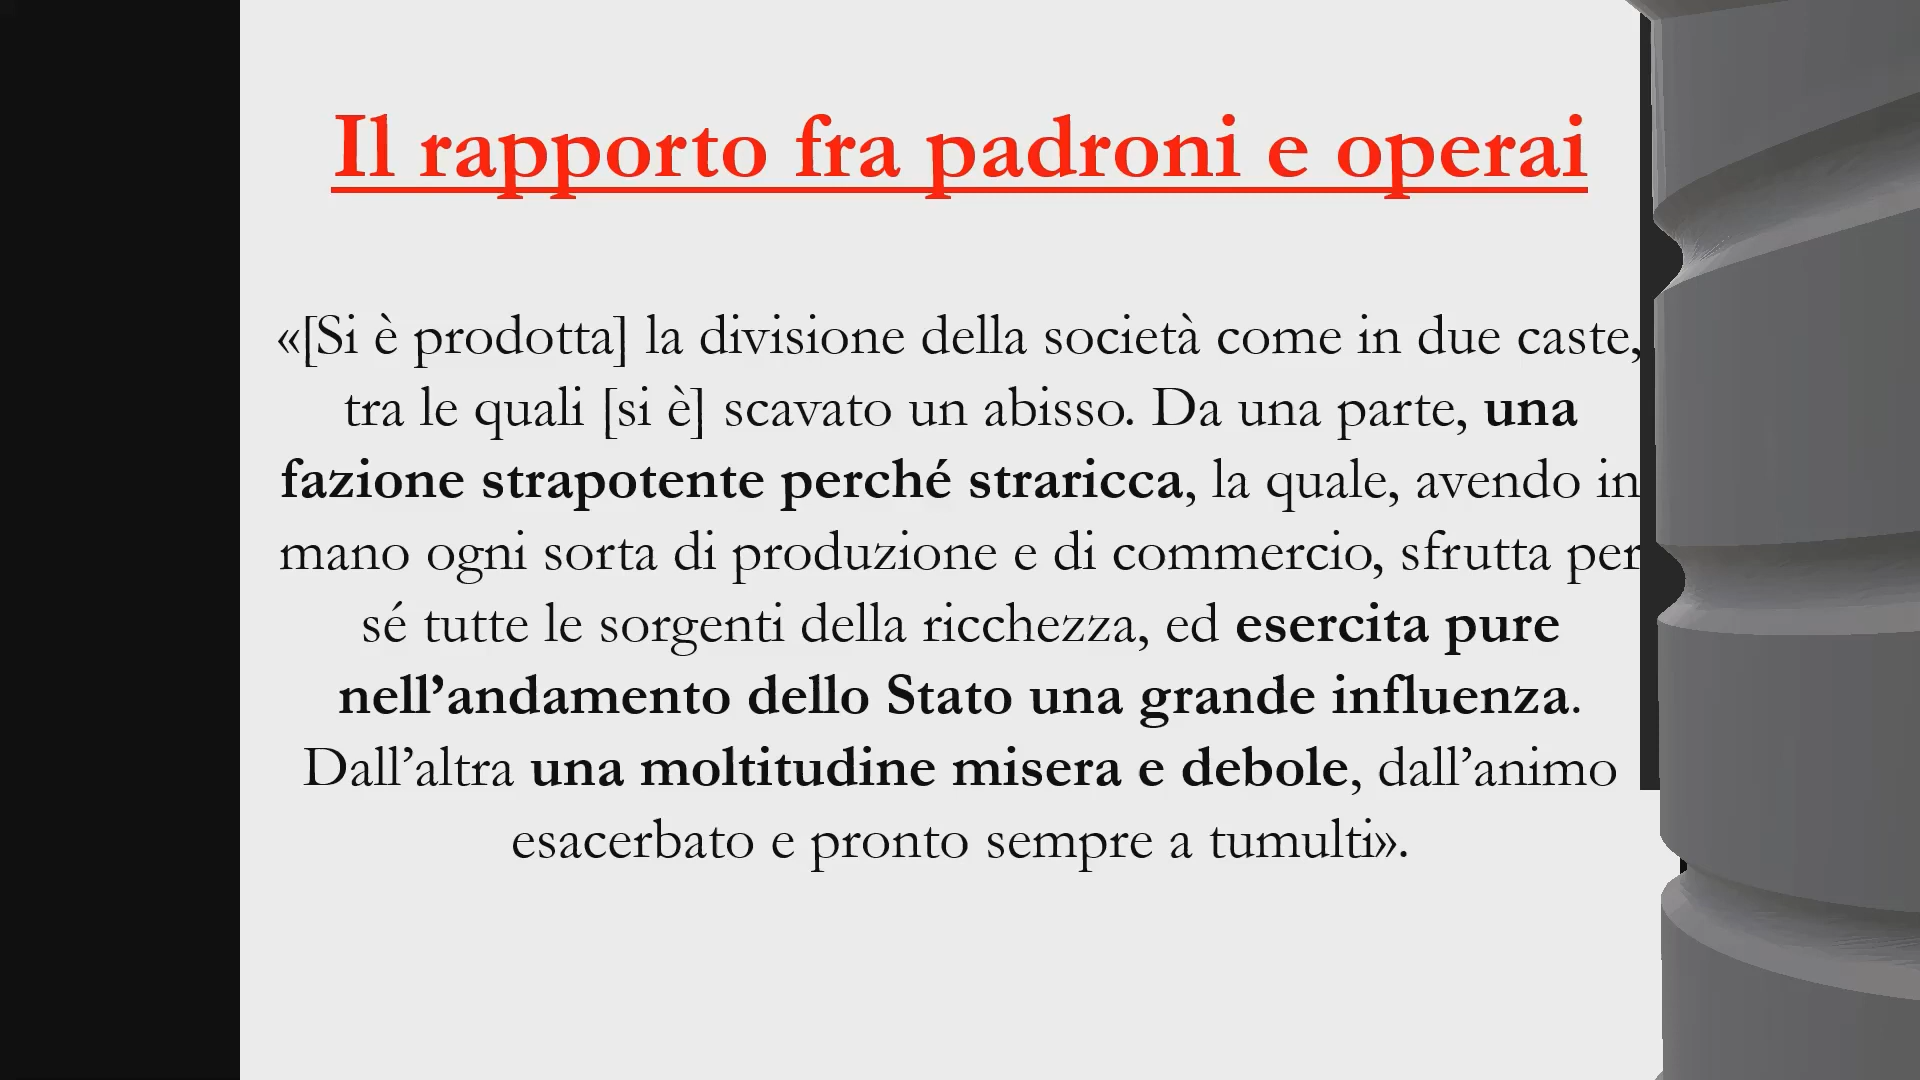 Il rapporto fra padroni e operai
«[Si è prodotta] la divisione della società come in due caste,
tra le quali [si è] scavato un abisso. Da una parte, una
fazione strapotente perché straricca, la quale, avendo in
mano ogni sorta di produzione e di commercio, sfrutta per
sé tutte le sorgenti della ricchezza, ed esercita pure
nell’andamento dello Stato una grande influenza.
Dall’altra una moltitudine misera e debole, dall’animo
esacerbato e pronto sempre a tumulti».